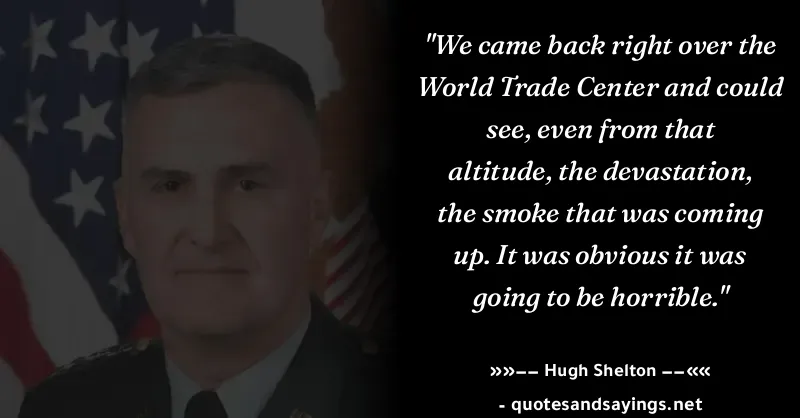 "We came back right over the
World Trade Center and could
see, even from that
altitude, the devastation,
the smoke that was coming
up. It was obvious it was
going to be horrible."
»»−− Hugh Shelton −−««
- quotesandsayings.net